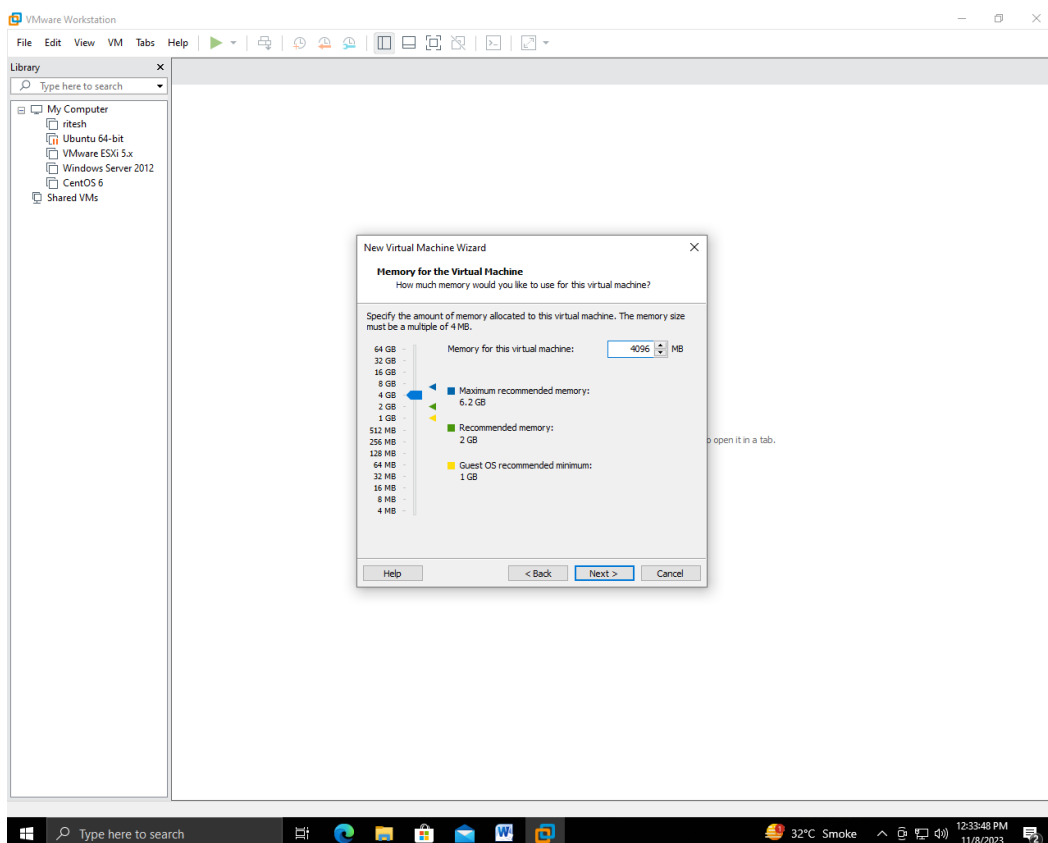 VMware Workstation
File Edit View VM Tabs Help
Library
Type here to search
My Computer
ritesh
Ubuntu 64-bit
VMware ESXi 5.x
Windows Server 2012
CentOS 6
Shared VMs
New Virtual Machine Wizard
Memory for the Virtual Machine
How much memory would you like to use for this virtual machine?
Specify the amount of memory allocated to this virtual machine. The memory size
must be a multiple of 4 MB.
Memory for this virtual machine: 4096 MB
64 GB
32 GB
16 GB
8 GB
4 GB
2 GB
1 GB
512 MB
256 MB
128 MB
64 MB
32 MB
16 MB
8 MB
4 MB
Maximum recommended memory:
6.2 GB
Recommended memory:
2 GB
Guest OS recommended minimum:
1 GB
open it in a tab.
Help < Back Next > Cancel
Type here to search
32°C Smoke
12:33:48 PM
11/8/2023
2